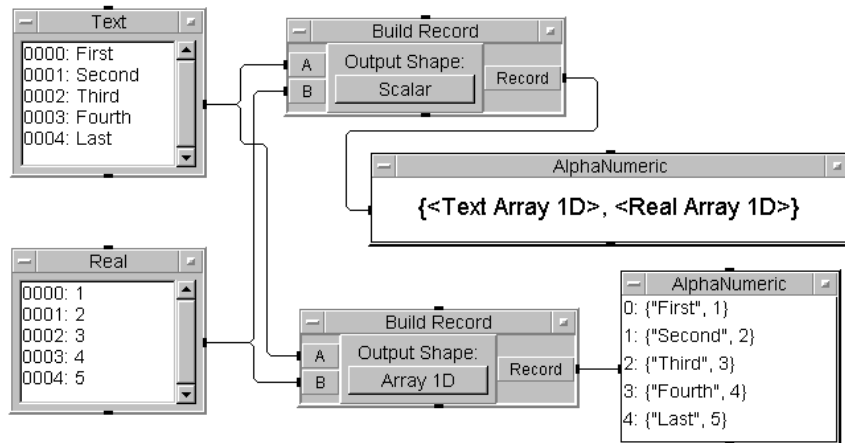 Text
0000: First
0001: Second
0002: Third
0003: Fourth
0004: Last
Build Record
A
B
Output Shape:
Scalar
Record
AlphaNumeric
{<Text Array 1D>, <Real Array 1D>}
Real
0000: 1
0001: 2
0002: 3
0003: 4
0004: 5
Build Record
A
B
Output Shape:
Array 1D
Record
AlphaNumeric
0: {"First", 1}
1: {"Second", 2}
2: {"Third", 3}
3: {"Fourth", 4}
4: {"Last", 5}